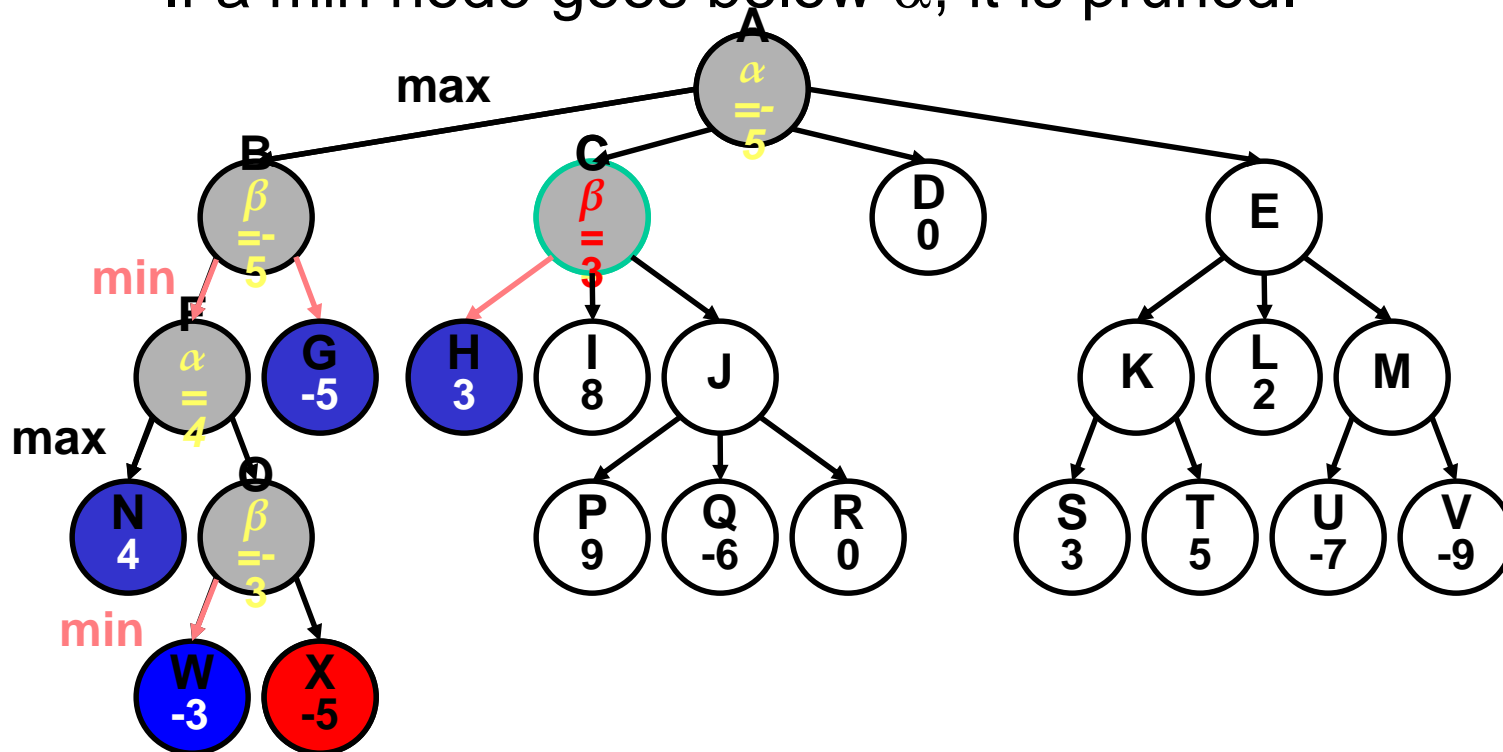 If a min node goes below α, it is pruned.
A
α
=-
5
max
B
β
=-
5
C
β
=
3
D
0
E
min
F
α
=
4
G
-5
H
3
I
8
J
K
L
2
M
max
N
4
O
β
=-
3
P
9
Q
-6
R
0
S
3
T
5
U
-7
V
-9
min
W
-3
X
-5